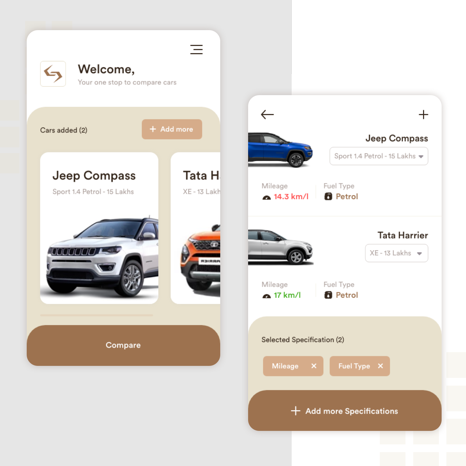 Welcome,
Your one stop to compare cars
Cars added (2)
+ Add more
Jeep Compass
Sport 1.4 Petrol - 15 Lakhs
Tata H
XE - 13 Lakh
Compare
Jeep Compass
Sport 1.4 Petrol - 15 Lakhs
Mileage
Fuel Type
14.3 km/l
Petrol
Tata Harrier
XE - 13 Lakhs
Mileage
Fuel Type
17 km/l
Petrol
Selected Specification (2)
Mileage ×
Fuel Type ×
+ Add more Specifications